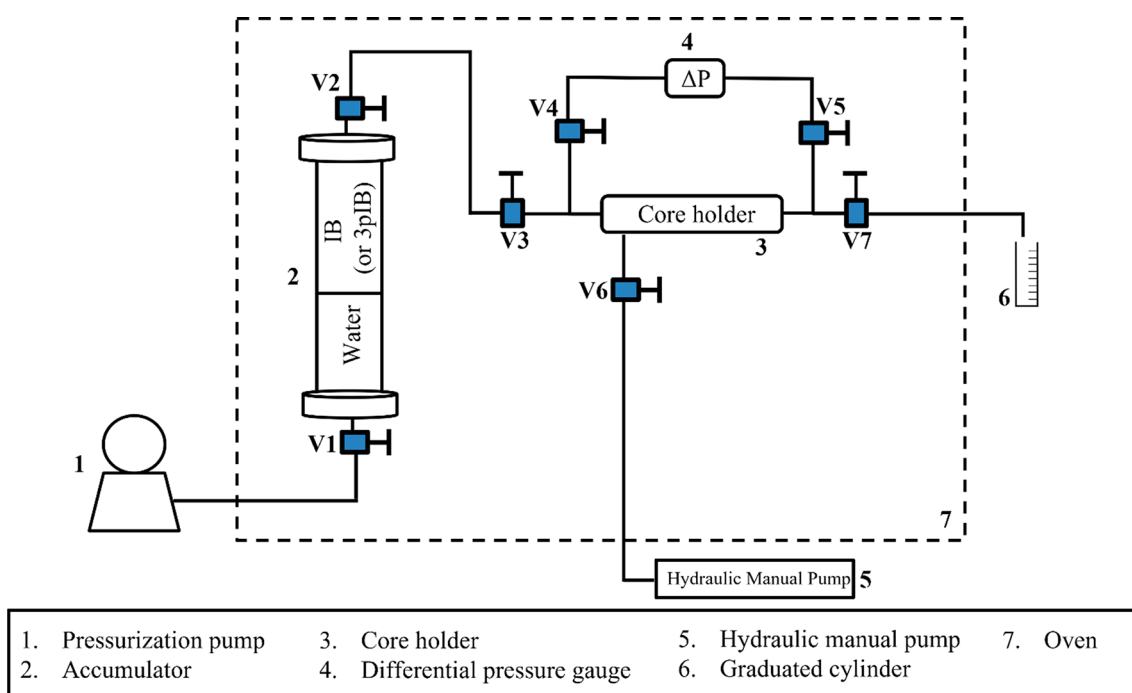 4
ΔP
V2
V4
V5
IB
(or 3pIB)
Core holder
V3
3
V7
2
V6
6
Water
V1
1
7
Hydraulic Manual Pump
5
1. Pressurization pump
2. Accumulator
3. Core holder
4. Differential pressure gauge
5. Hydraulic manual pump
6. Graduated cylinder
7. Oven